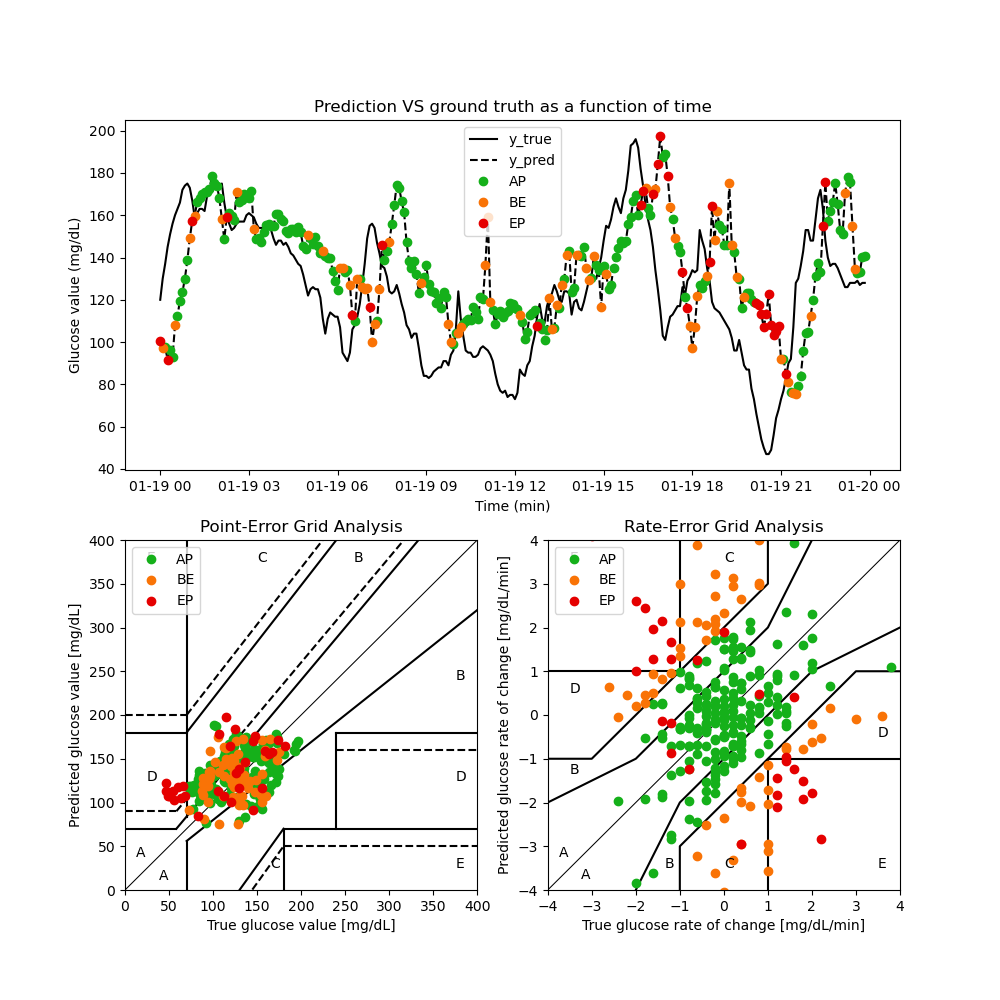 Prediction VS ground truth as a function of time
200
180
160
140
120
100
80
60
40
Glucose value (mg/dL)
y_true
y_pred
AP
BE
EP
01-19 00 01-19 03 01-19 06 01-19 09 01-19 12 01-19 15 01-19 18 01-19 21 01-20 00
Time (min)
Point-Error Grid Analysis
400
350
300
250
200
150
100
50
0
Predicted glucose value [mg/dL]
AP
BE
EP
C B
B
D D
A
A C E
0 50 100 150 200 250 300 350 400
True glucose value [mg/dL]
Rate-Error Grid Analysis
4
3
2
1
0
−1
−2
−3
−4
Predicted glucose rate of change [mg/dL/min]
AP
BE
EP
C
D
D
B
A
A B C E
−4 −3 −2 −1 0 1 2 3 4
True glucose rate of change [mg/dL/min]